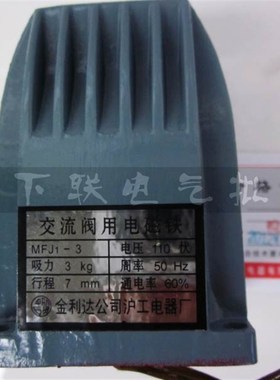 下联电气批
交流阀用电磁铁
MFJ1-3 电压 110 伏
吸力 3 kg 周率 50 Hz
行程 7 mm 通电率 60%
金利达公司沪工电器厂